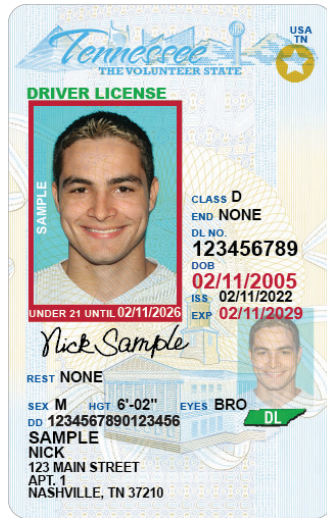 Tennessee
THE VOLUNTEER STATE
USA
TN
DRIVER LICENSE
SAMPLE
UNDER 21 UNTIL 02/11/2026
CLASS D
END NONE
DL NO.
123456789
DOB
02/11/2005
ISS 02/11/2022
EXP 02/11/2029
Nick Sample
REST NONE
SEX M HGT 6'-02" EYES BRO
DL
DD 1234567890123456
SAMPLE
NICK
123 MAIN STREET
APT. 1
NASHVILLE, TN 37210